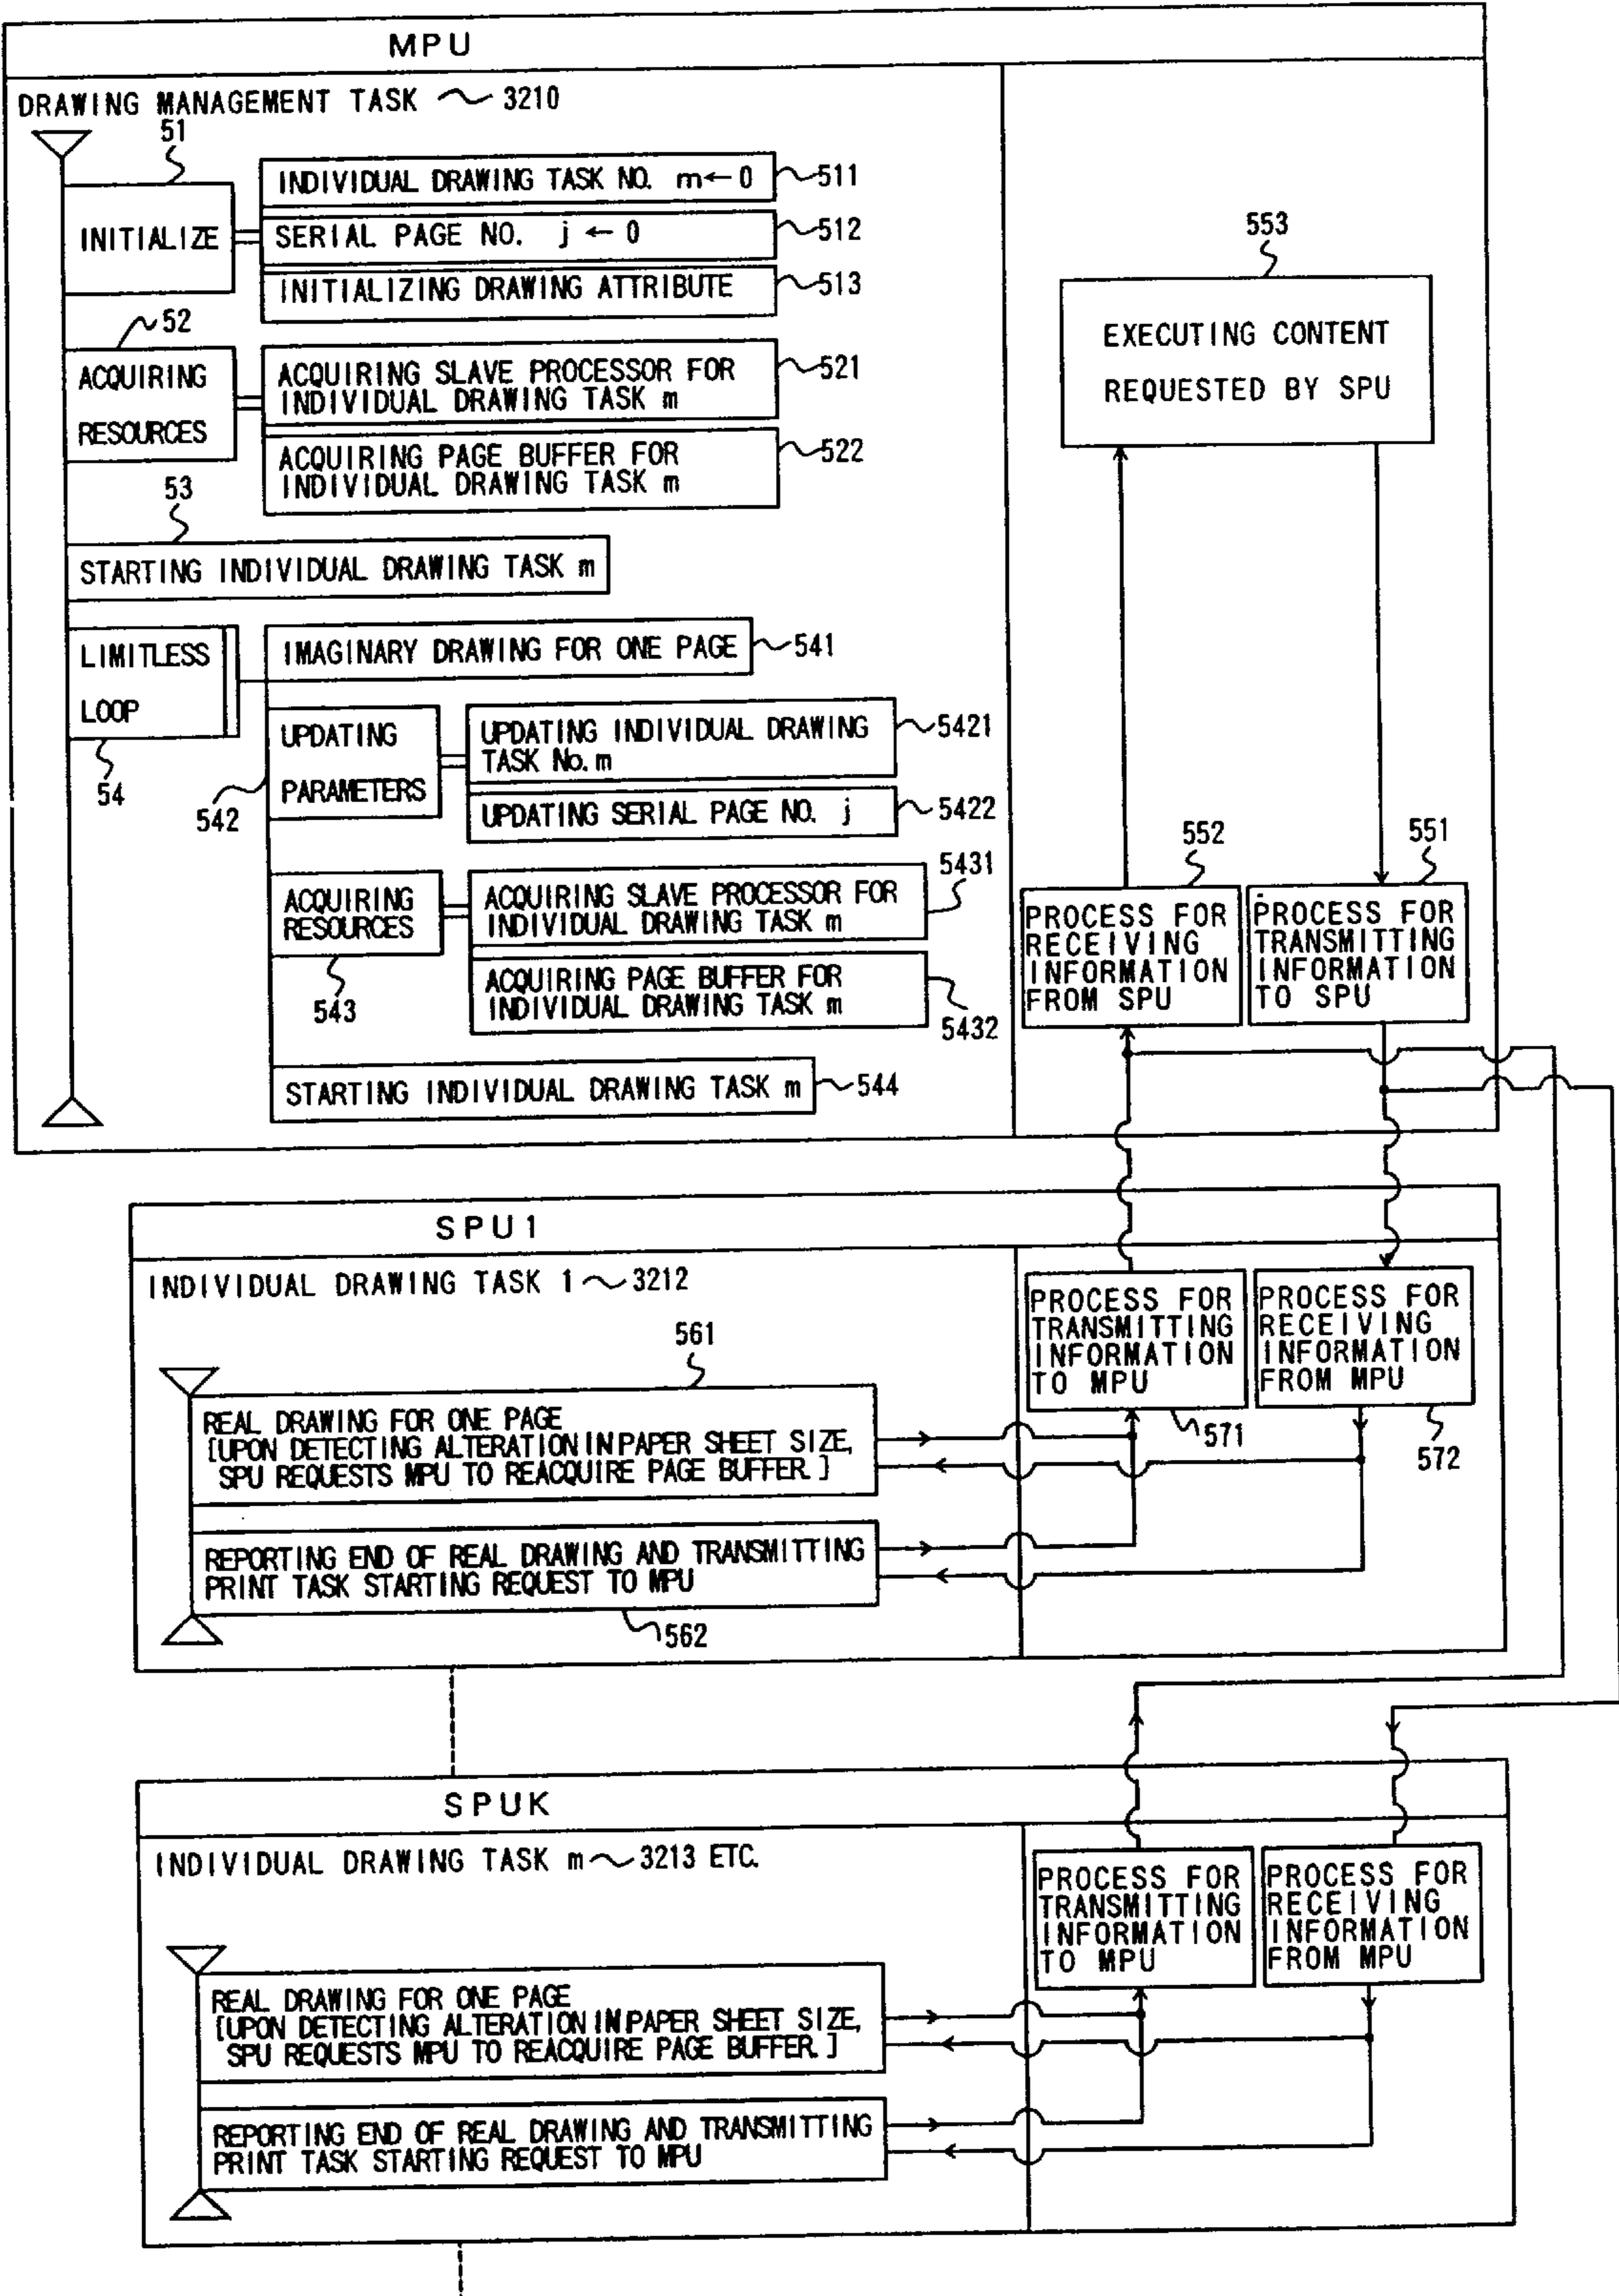 MPU
DRAWING MANAGEMENT TASK 3210
51
INITIALIZE
INDIVIDUAL DRAWING TASK NO. m←0 511
SERIAL PAGE NO. j ← 0 512
INITIALIZING DRAWING ATTRIBUTE 513
52
ACQUIRING
RESOURCES
ACQUIRING SLAVE PROCESSOR FOR
INDIVIDUAL DRAWING TASK m
521
ACQUIRING PAGE BUFFER FOR
INDIVIDUAL DRAWING TASK m
522
53
STARTING INDIVIDUAL DRAWING TASK m
LIMITLESS
LOOP
54
IMAGINARY DRAWING FOR ONE PAGE 541
542
UPDATING
PARAMETERS
UPDATING INDIVIDUAL DRAWING
TASK No.m
5421
UPDATING SERIAL PAGE NO. j 5422
ACQUIRING
RESOURCES
543
ACQUIRING SLAVE PROCESSOR FOR
INDIVIDUAL DRAWING TASK m
5431
ACQUIRING PAGE BUFFER FOR
INDIVIDUAL DRAWING TASK m
5432
STARTING INDIVIDUAL DRAWING TASK m 544
553
EXECUTING CONTENT
REQUESTED BY SPU
552
PROCESS FOR
RECEIVING
INFORMATION
FROM SPU
551
PROCESS FOR
TRANSMITTING
INFORMATION
TO SPU
SPU1
INDIVIDUAL DRAWING TASK 1 3212
561
REAL DRAWING FOR ONE PAGE
[UPON DETECTING ALTERATION IN PAPER SHEET SIZE,
SPU REQUESTS MPU TO REACQUIRE PAGE BUFFER.]
REPORTING END OF REAL DRAWING AND TRANSMITTING
PRINT TASK STARTING REQUEST TO MPU
562
PROCESS FOR
TRANSMITTING
INFORMATION
TO MPU
571
PROCESS FOR
RECEIVING
INFORMATION
FROM MPU
572
SPUK
INDIVIDUAL DRAWING TASK m 3213 ETC.
REAL DRAWING FOR ONE PAGE
[UPON DETECTING ALTERATION IN PAPER SHEET SIZE,
SPU REQUESTS MPU TO REACQUIRE PAGE BUFFER.]
REPORTING END OF REAL DRAWING AND TRANSMITTING
PRINT TASK STARTING REQUEST TO MPU
PROCESS FOR
TRANSMITTING
INFORMATION
TO MPU
PROCESS FOR
RECEIVING
INFORMATION
FROM MPU